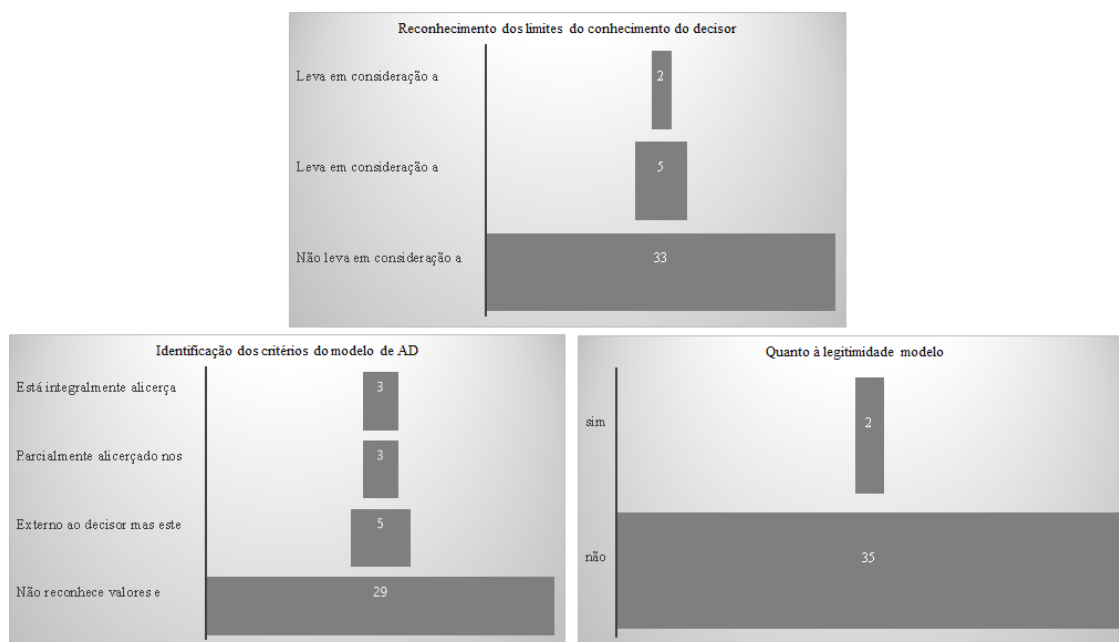 Reconhecimento dos limites do conhecimento do decisor
Leva em consideração a
2
Leva em consideração a
5
Não leva em consideração a
33
Identificação dos critérios do modelo de AD
Está integralmente alicerça
3
Parcialmente alicerçado nos
3
Externo ao decisor mas este
5
Não reconhece valores e
29
Quanto à legitimidade modelo
sim
2
não
35